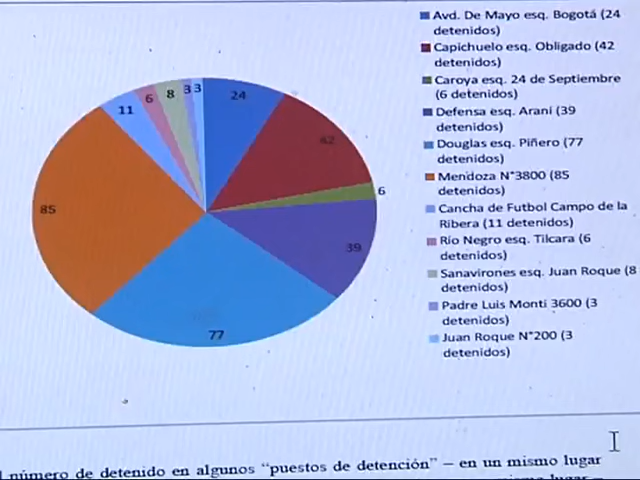 Avd. De Mayo esq. Bogotá (24
detenidos)
Capichuelo esq. Obligado (42
detenidos)
Caroya esq. 24 de Septiembre
(6 detenidos)
Defensa esq. Araní (39
detenidos)
Douglas esq. Piñero (77
detenidos)
Mendoza N°3800 (85
detenidos)
Cancha de Futbol Campo de la
Ribera (11 detenidos)
Río Negro esq. Tilcara (6
detenidos)
Sanavirones esq. Juan Roque (8
detenidos)
Padre Luis Monti 3600 (3
detenidos)
Juan Roque N°200 (3
detenidos)
24
42
6
39
77
85
11
6
8
3
3
número de detenido en algunos “puestos de detención” – en un mismo lugar